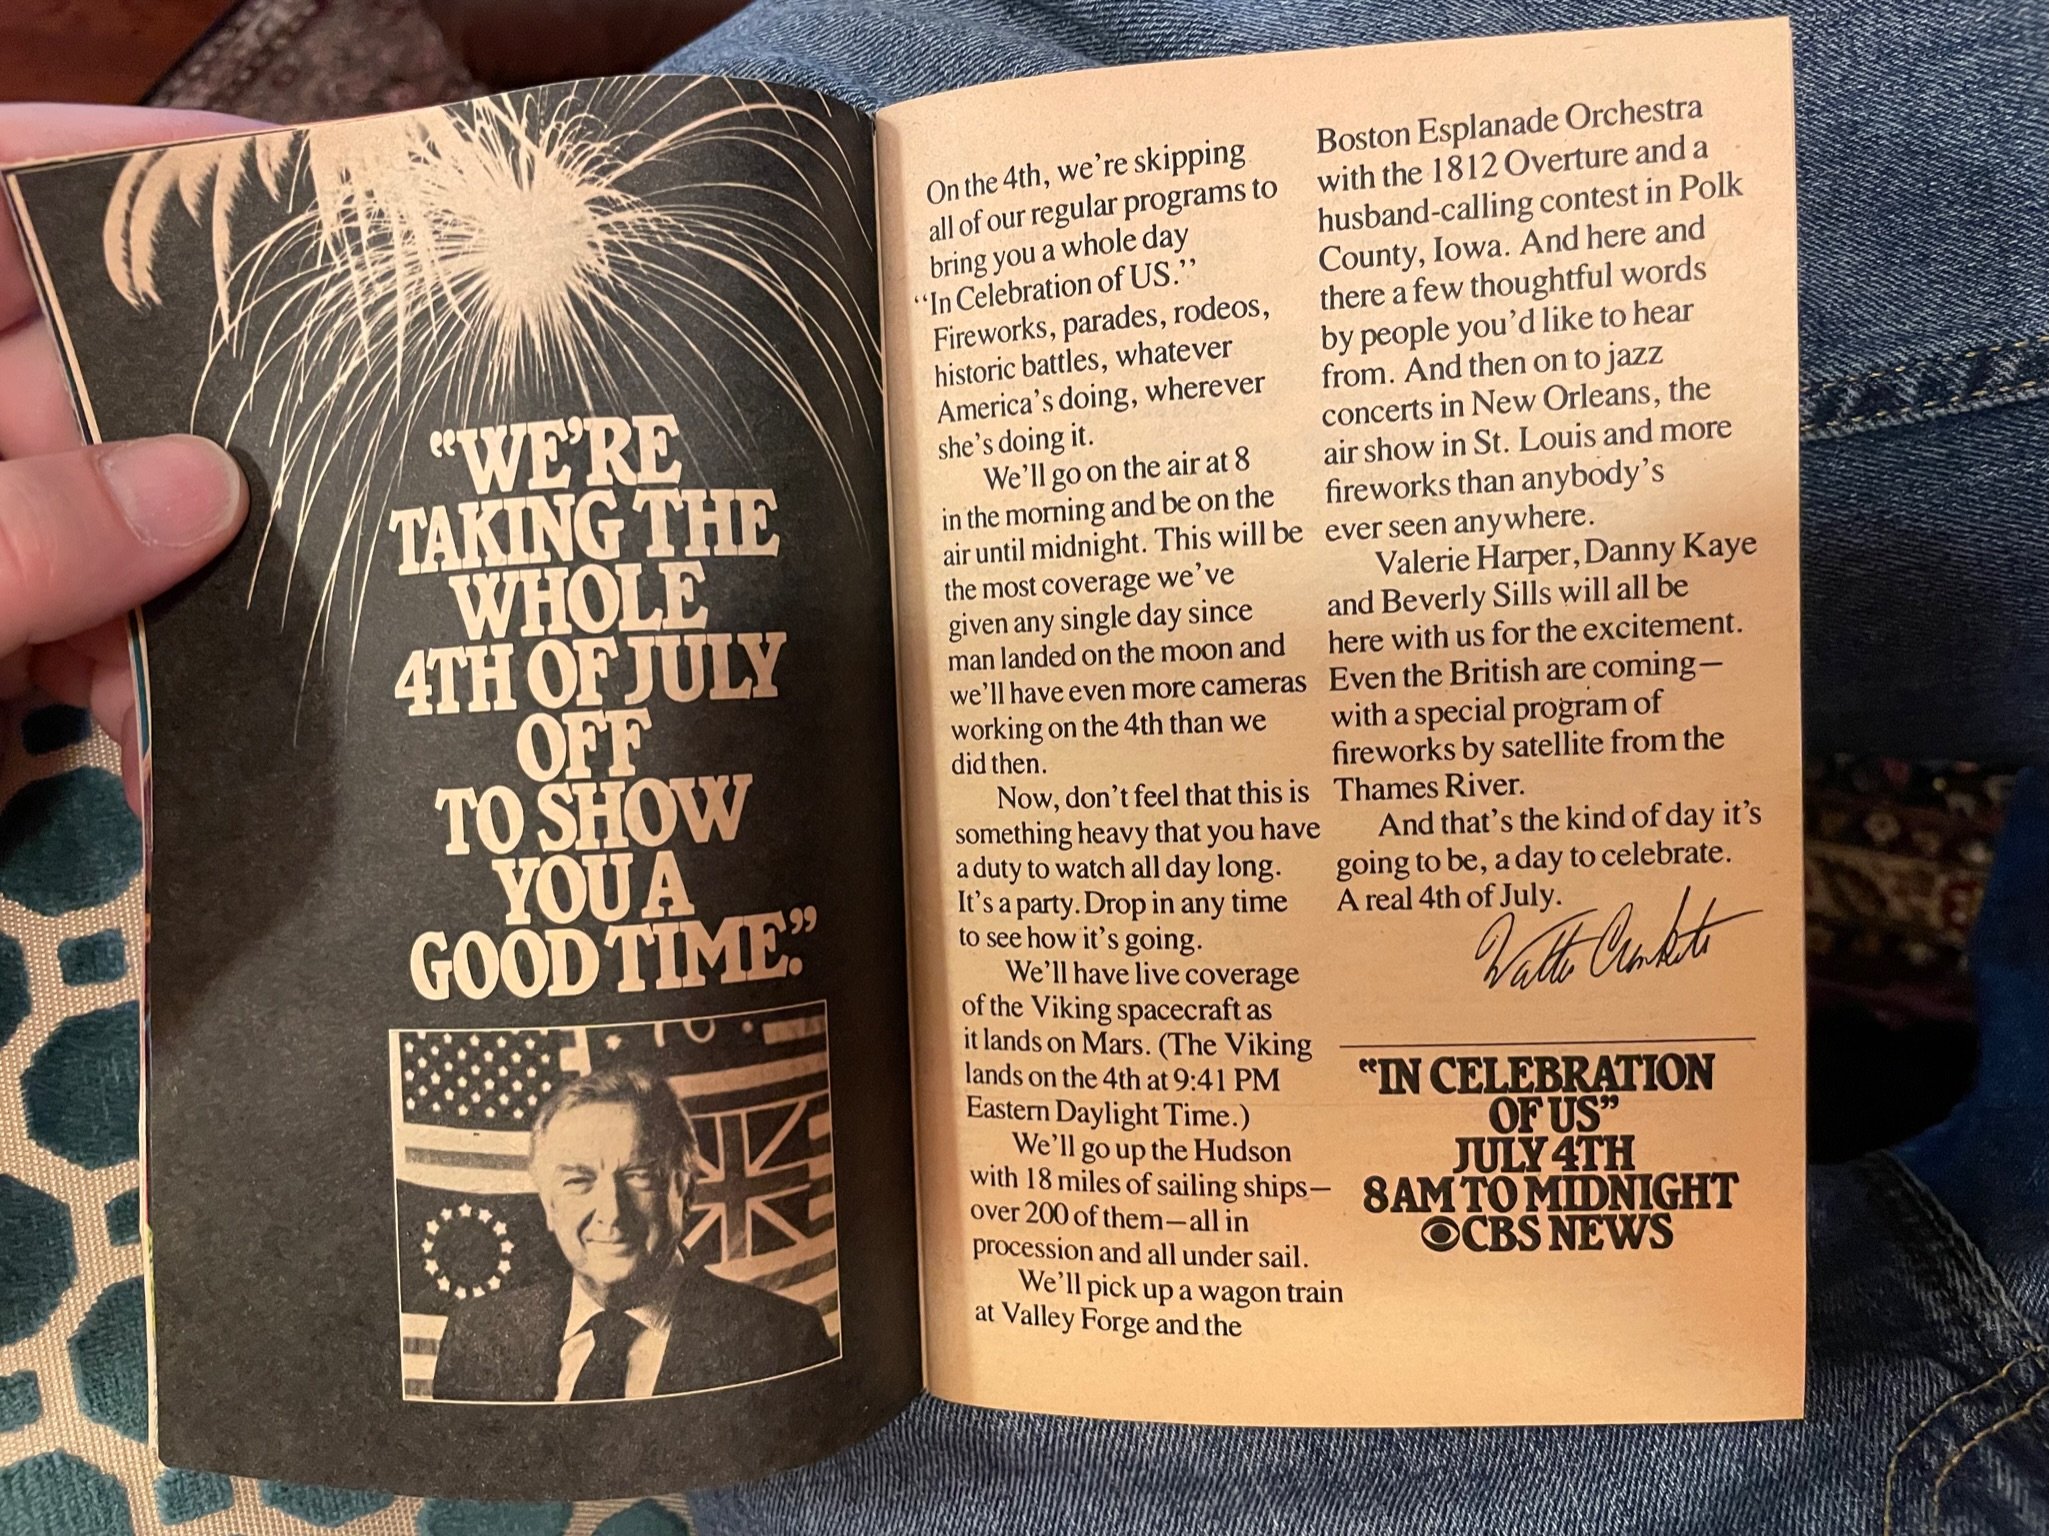 “WE’RE
TAKING THE
WHOLE
4TH OF JULY
OFF
TO SHOW
YOU A
GOOD TIME.”
On the 4th, we’re skipping
all of our regular programs to
bring you a whole day
“In Celebration of US.”
Fireworks, parades, rodeos,
historic battles, whatever
America’s doing, wherever
she’s doing it.
We’ll go on the air at 8
in the morning and be on the
air until midnight. This will be
the most coverage we’ve
given any single day since
man landed on the moon and
we’ll have even more cameras
working on the 4th than we
did then.
Now, don’t feel that this is
something heavy that you have
a duty to watch all day long.
It’s a party. Drop in any time
to see how it’s going.
We’ll have live coverage
of the Viking spacecraft as
it lands on Mars. (The Viking
lands on the 4th at 9:41 PM
Eastern Daylight Time.)
We’ll go up the Hudson
with 18 miles of sailing ships—
over 200 of them—all in
procession and all under sail.
We’ll pick up a wagon train
at Valley Forge and the
Boston Esplanade Orchestra
with the 1812 Overture and a
husband-calling contest in Polk
County, Iowa. And here and
there a few thoughtful words
by people you’d like to hear
from. And then on to jazz
concerts in New Orleans, the
air show in St. Louis and more
fireworks than anybody’s
ever seen anywhere.
Valerie Harper, Danny Kaye
and Beverly Sills will all be
here with us for the excitement.
Even the British are coming—
with a special program of
fireworks by satellite from the
Thames River.
And that’s the kind of day it’s
going to be, a day to celebrate.
A real 4th of July.
Walter Cronkite
“IN CELEBRATION
OF US”
JULY 4TH
8 AM TO MIDNIGHT
CBS NEWS